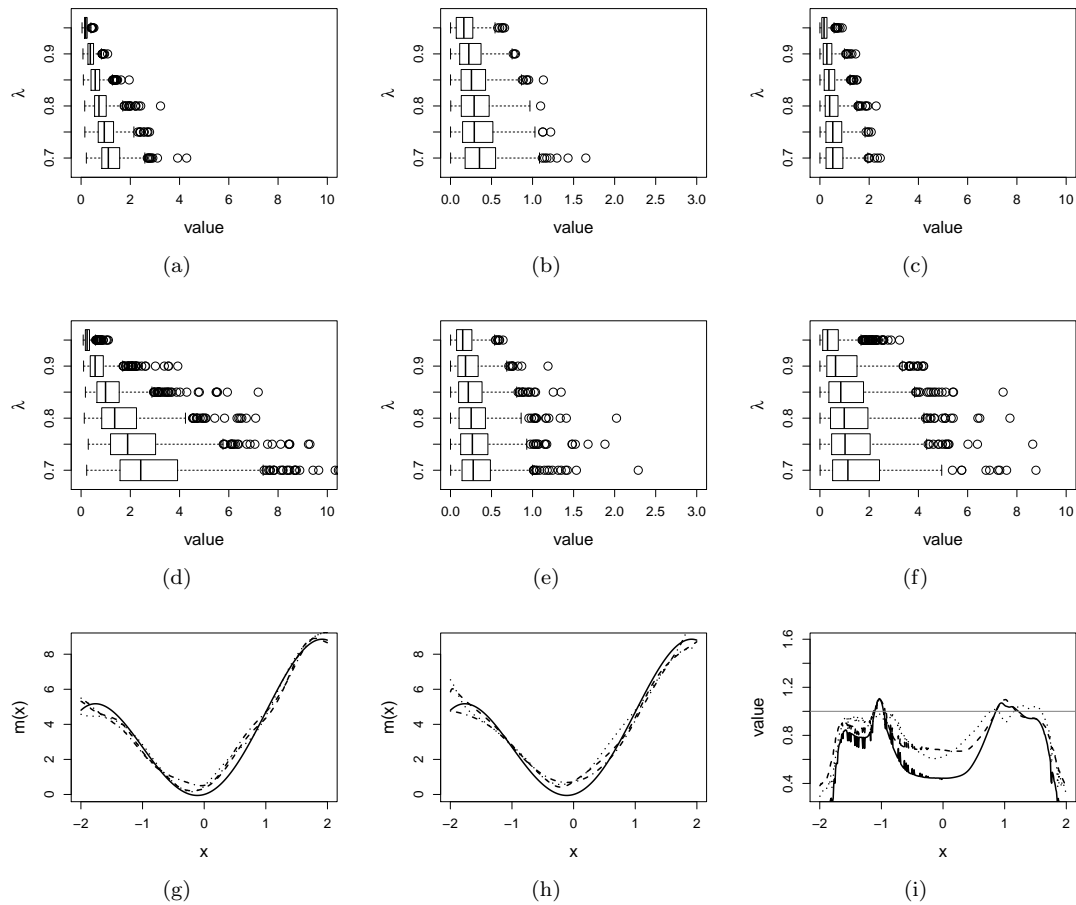 λ
0.9
0.8
0.7
0 2 4 6 8 10
value
(a)
λ
0.9
0.8
0.7
0.0 0.5 1.0 1.5 2.0 2.5 3.0
value
(b)
λ
0.9
0.8
0.7
0 2 4 6 8 10
value
(c)
λ
0.9
0.8
0.7
0 2 4 6 8 10
value
(d)
λ
0.9
0.8
0.7
0.0 0.5 1.0 1.5 2.0 2.5 3.0
value
(e)
λ
0.9
0.8
0.7
0 2 4 6 8 10
value
(f)
m(x)
8
6
4
2
0
−2 −1 0 1 2
x
(g)
m(x)
8
6
4
2
0
−2 −1 0 1 2
x
(h)
value
1.6
1.2
0.8
0.4
−2 −1 0 1 2
x
(i)